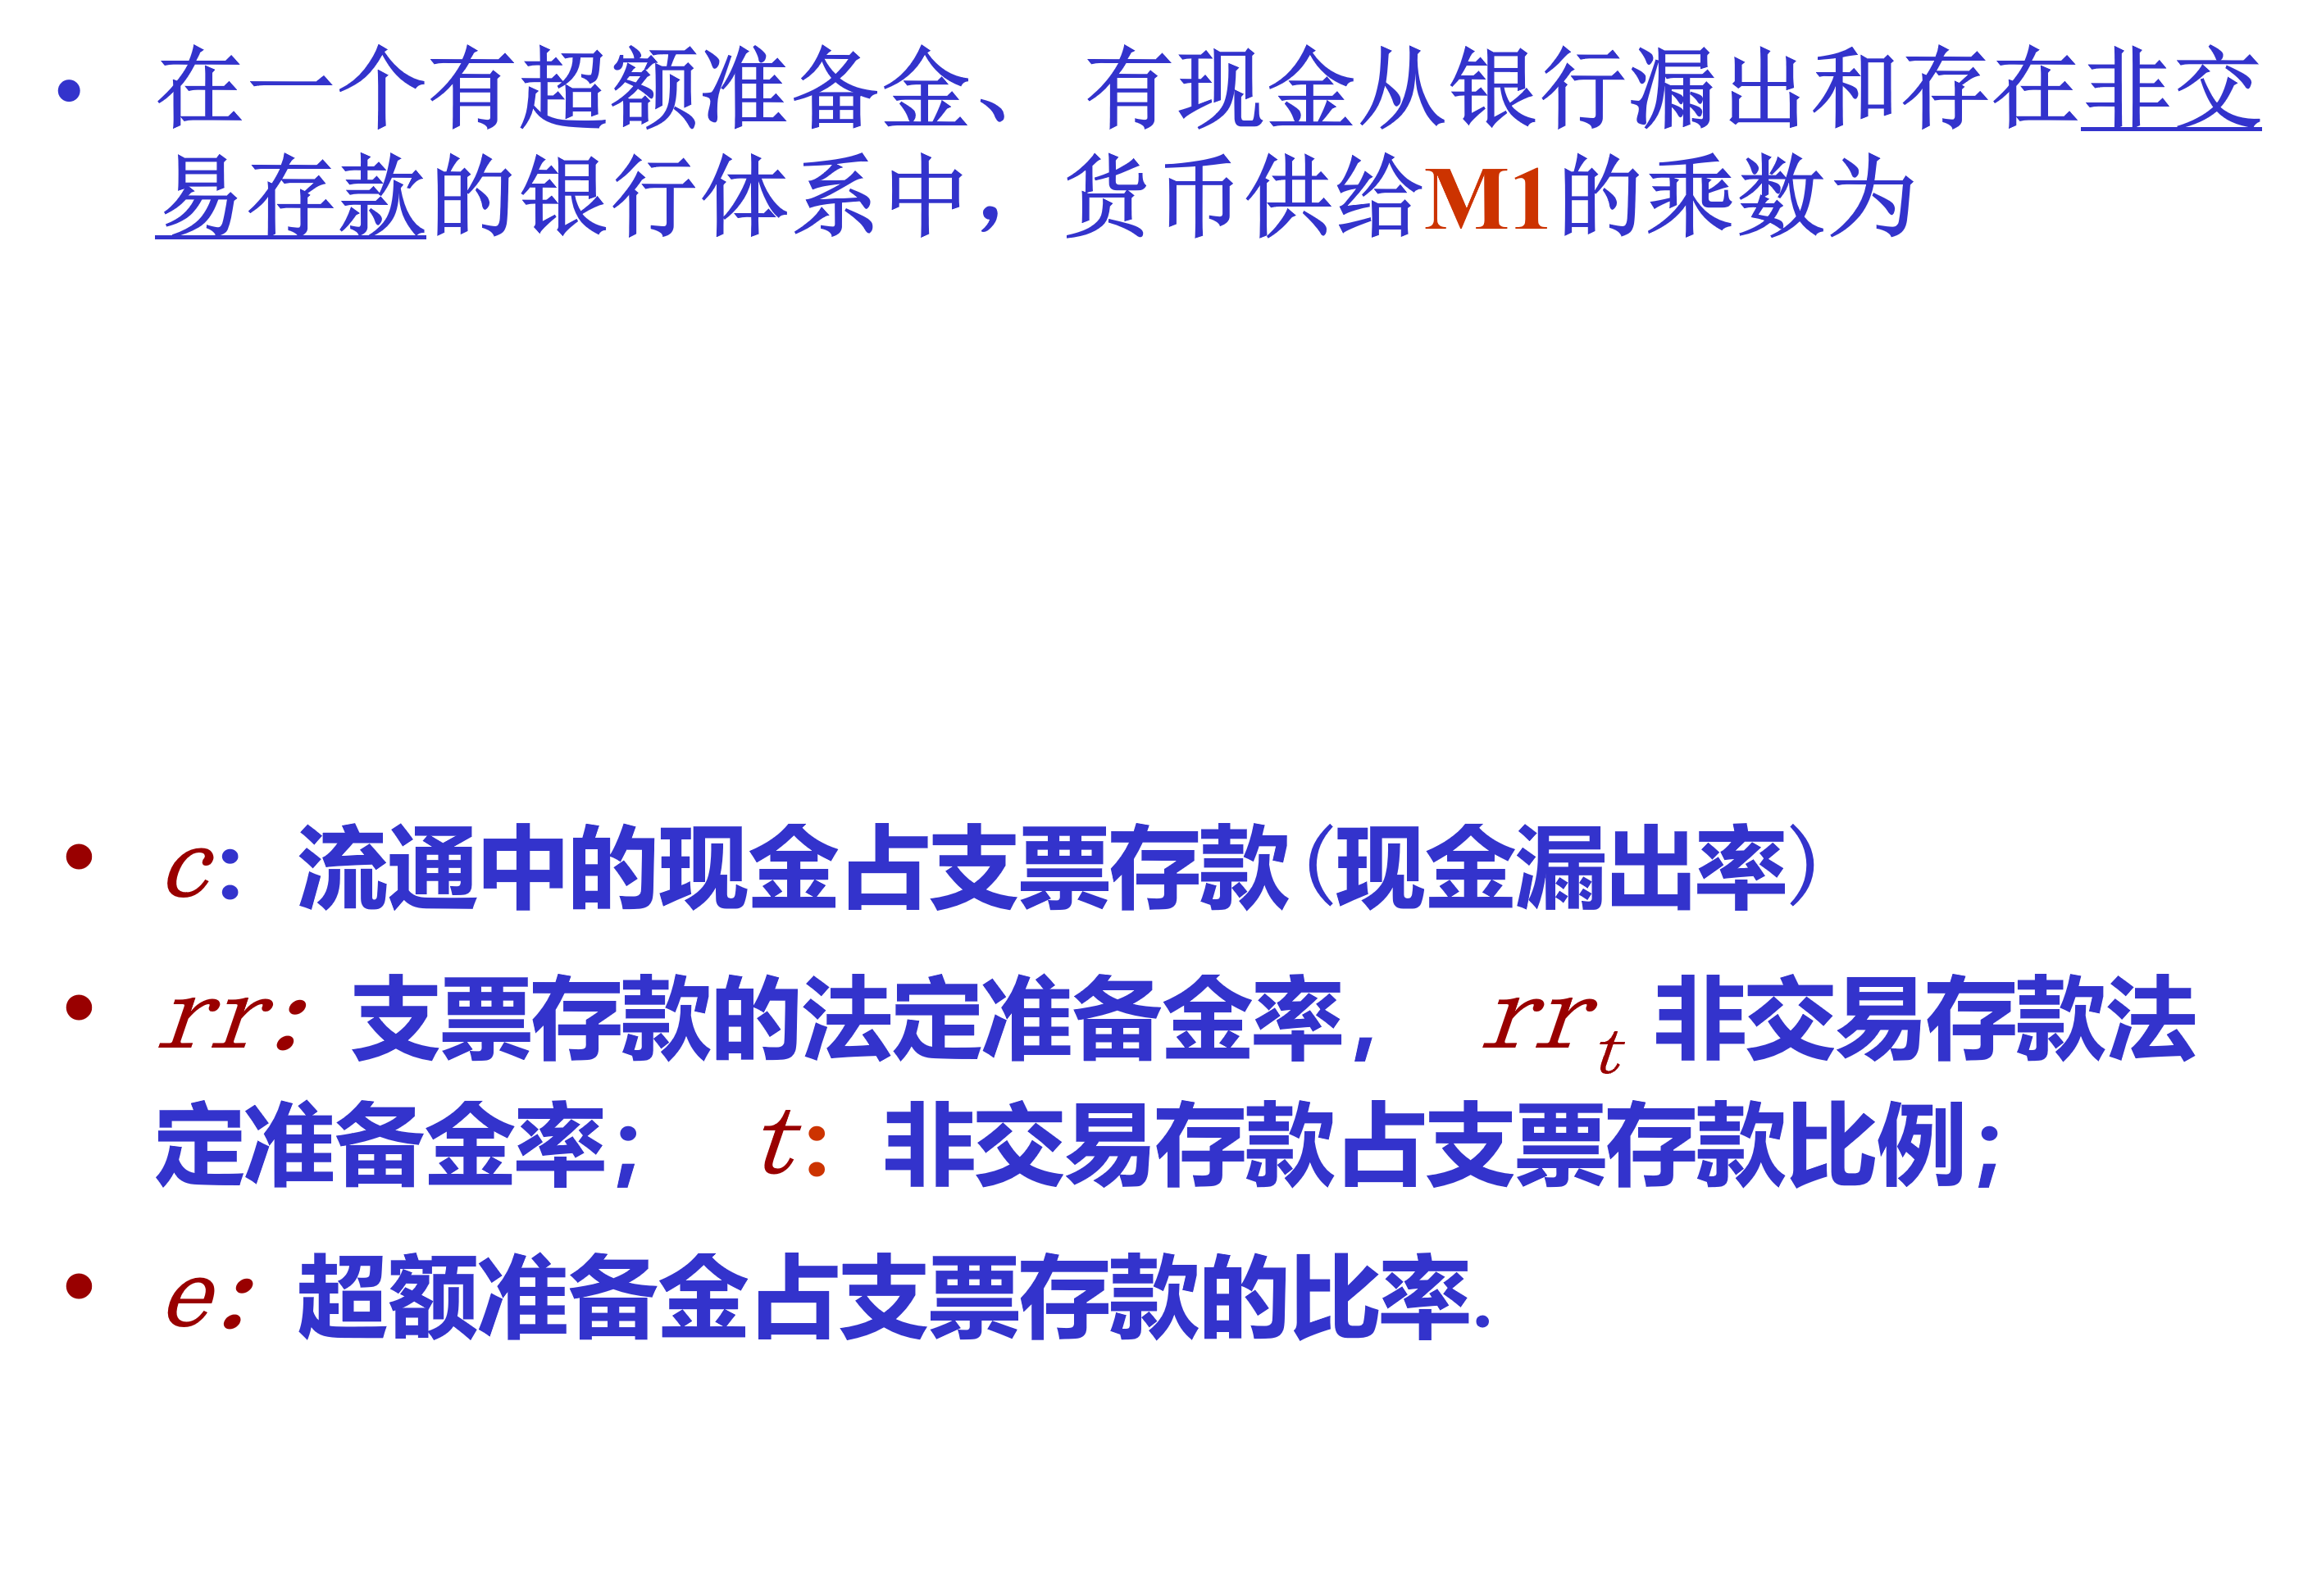 • 在一个有超额准备金、有现金从银行漏出和存在非交
易存款的假象的体系中，货币供给M1的乘数为
• c: 流通中的现金占支票存款（现金漏出率）
• rr: 支票存款的法定准备金率, rr_t 非交易存款法
定准备金率; t: 非交易存款占支票存款比例;
• e: 超额准备金占支票存款的比率.